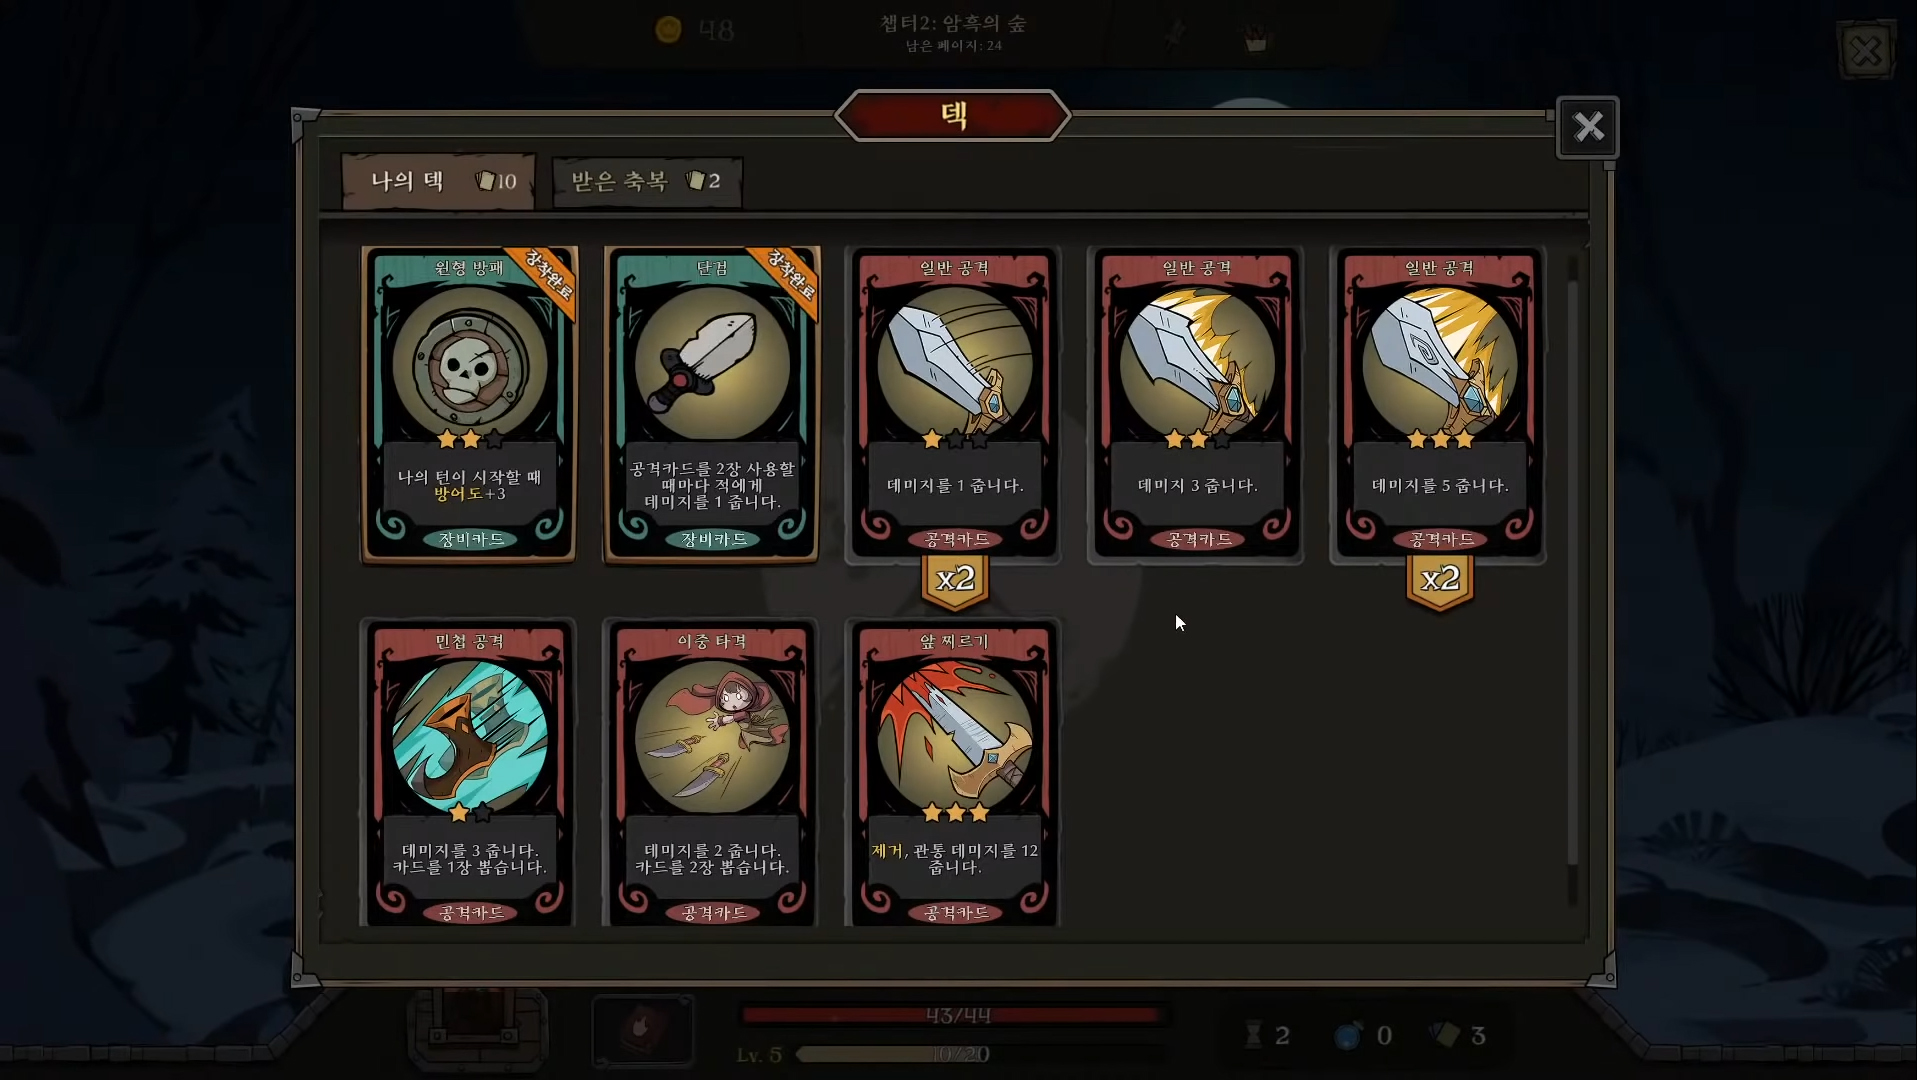 48
챕터2: 암흑의 숲
남은 페이지: 24
덱
나의 덱 10
받은 축복 2
원형 방패
장착완료
나의 턴이 시작할 때
방어도+3
장비카드
단검
장착완료
공격카드를 2장 사용할
때마다 적에게
데미지를 1 줍니다.
장비카드
일반 공격
데미지를 1 줍니다.
공격카드
x2
일반 공격
데미지 3 줍니다.
공격카드
일반 공격
데미지를 5 줍니다.
공격카드
x2
민첩 공격
데미지를 3 줍니다.
카드를 1장 뽑습니다.
공격카드
이중 타격
데미지를 2 줍니다.
카드를 2장 뽑습니다.
공격카드
앞 찌르기
제거, 관통 데미지를 12
줍니다.
공격카드
43/44
Lv. 5
10/20
2
0
3